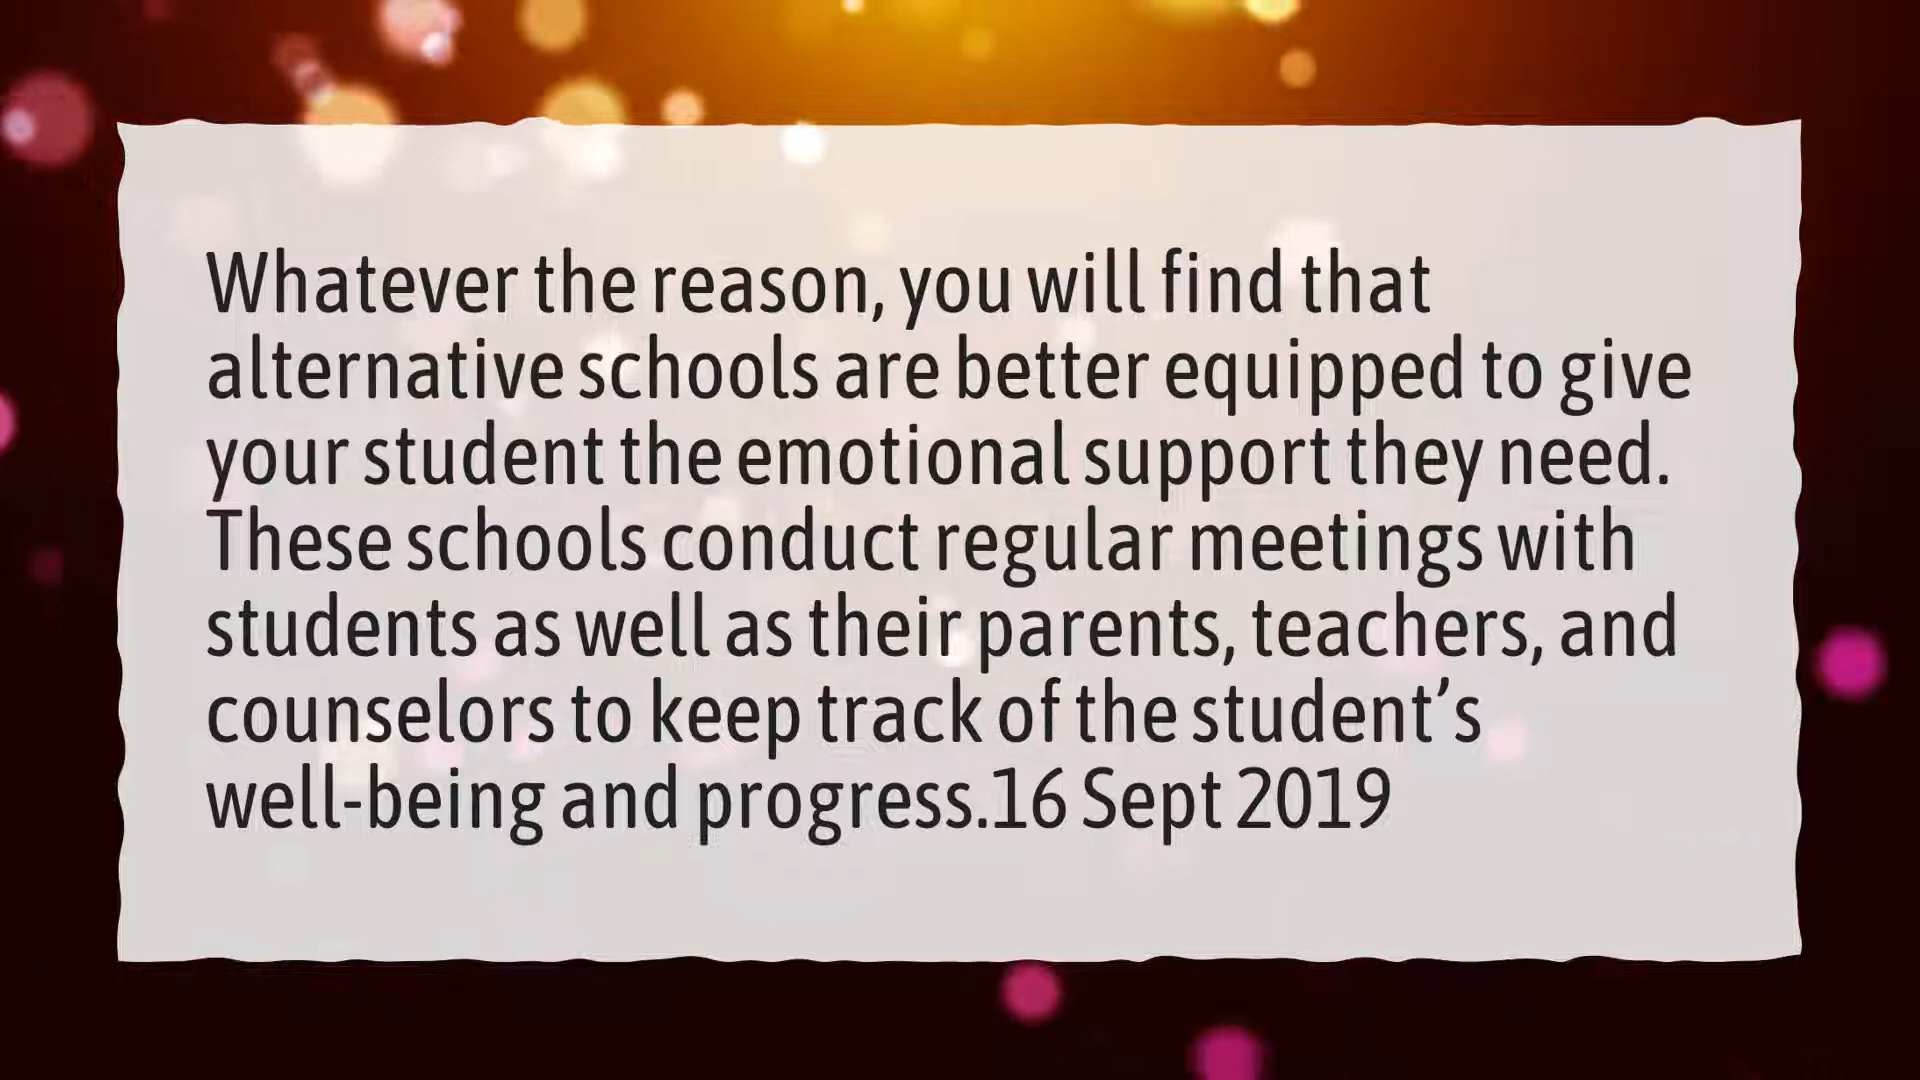 Whatever the reason, you will find that
alternative schools are better equipped to give
your student the emotional support they need.
These schools conduct regular meetings with
students as well as their parents, teachers, and
counselors to keep track of the student’s
well-being and progress.16 Sept 2019